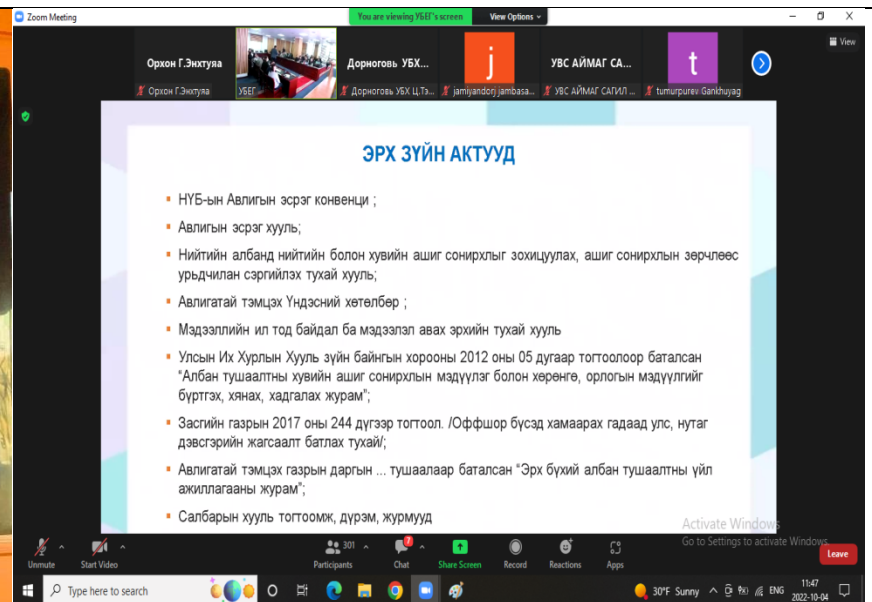 Zoom Meeting
You are viewing УБЕГ's screen
View Options
View
Орхон Г.Энхтуяа
Дорноговь УБХ...
j
УВС АЙМАГ СА...
t
Орхон Г.Энхтуяа
УБЕГ
Дорноговь УБХ Ц.Тэ...
jamiyandorj jambasa...
УВС АЙМАГ САГИЛ ...
tumurpurev Gankhuyag
ЭРХ ЗҮЙН АКТУУД
НҮБ-ын Авлигын эсрэг конвенци ;
Авлигын эсрэг хууль;
Нийтийн албанд нийтийн болон хувийн ашиг сонирхлыг зохицуулах, ашиг сонирхлын зөрчлөөс
урьдчилан сэргийлэх тухай хууль;
Авлигатай тэмцэх Үндэсний хөтөлбөр ;
Мэдээллийн ил тод байдал ба мэдээлэл авах эрхийн тухай хууль
Улсын Их Хурлын Хууль зүйн байнгын хорооны 2012 оны 05 дугаар тогтоолоор баталсан
“Албан тушаалтны хувийн ашиг сонирхлын мэдүүлэг болон хөрөнгө, орлогын мэдүүлгийг
бүртгэх, хянах, хадгалах журам”;
Засгийн газрын 2017 оны 244 дүгээр тогтоол. /Оффшор бүсэд хамаарах гадаад улс, нутаг
дэвсгэрийн жагсаалт батлах тухай/;
Авлигатай тэмцэх газрын даргын ... тушаалаар баталсан “Эрх бүхий албан тушаалтны үйл
ажиллагааны журам”;
Салбарын хууль тогтоомж, дүрэм, журмууд
Activate Windows
Go to Settings to activate Windows.
Unmute
Start Video
301
Participants
7
Chat
Share Screen
Record
Reactions
Apps
Leave
Type here to search
30°F Sunny
ENG
11:47
2022-10-04